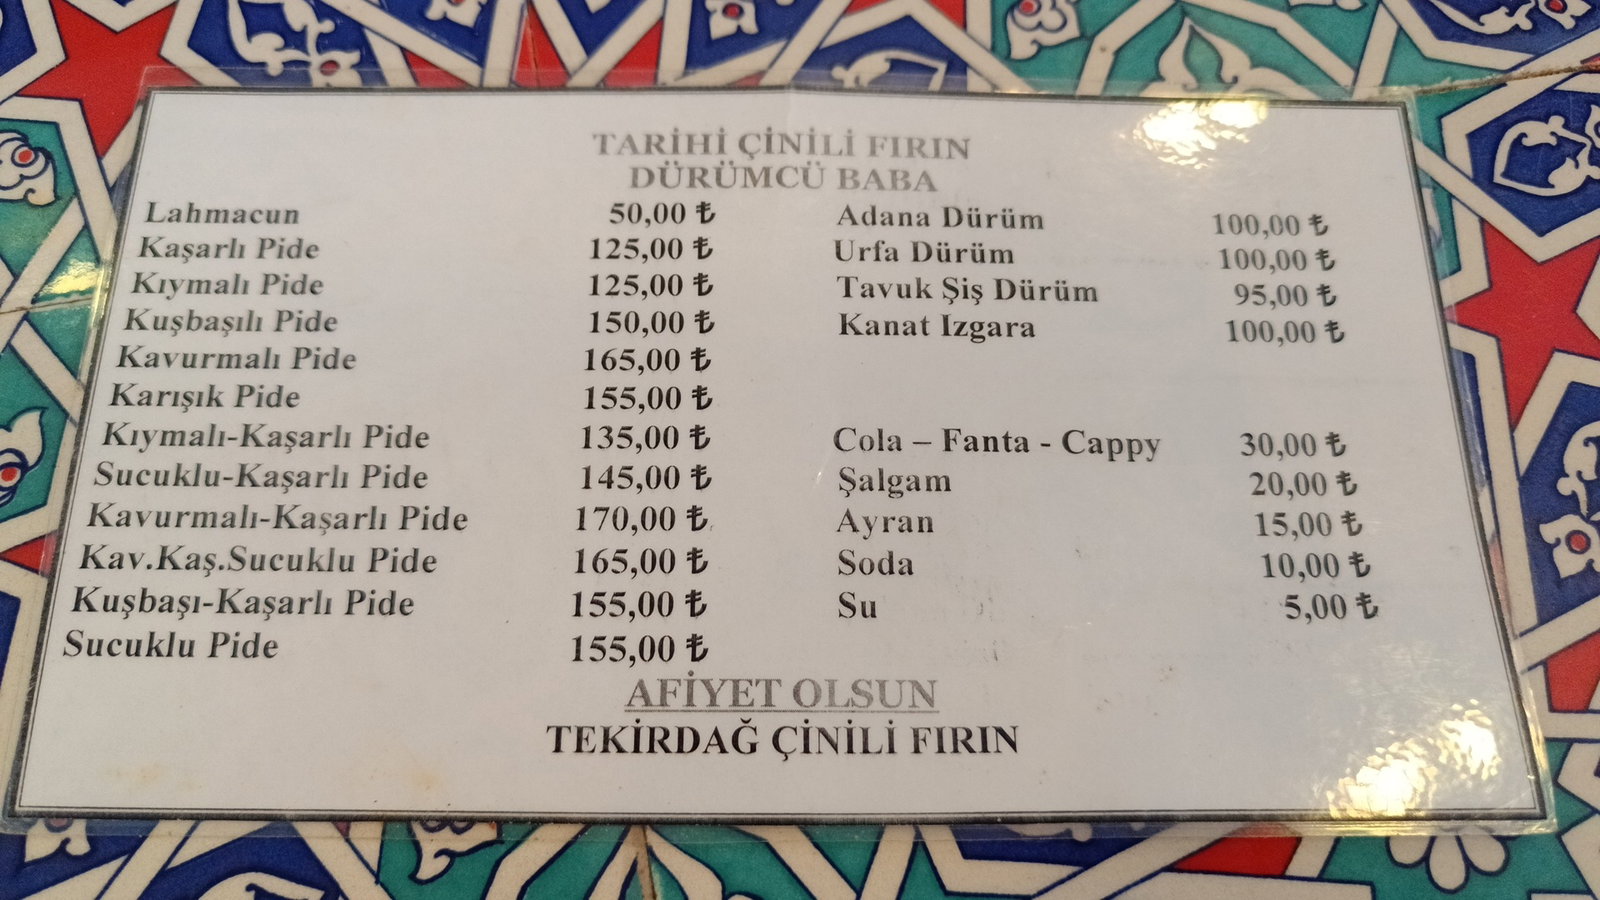 TARİHİ ÇİNİLİ FIRIN
DÜRÜMCÜ BABA
Lahmacun 50,00 ₺
Kaşarlı Pide 125,00 ₺
Kıymalı Pide 125,00 ₺
Kuşbaşılı Pide 150,00 ₺
Kavurmalı Pide 165,00 ₺
Karışık Pide 155,00 ₺
Kıymalı-Kaşarlı Pide 135,00 ₺
Sucuklu-Kaşarlı Pide 145,00 ₺
Kavurmalı-Kaşarlı Pide 170,00 ₺
Kav.Kaş.Sucuklu Pide 165,00 ₺
Kuşbaşı-Kaşarlı Pide 155,00 ₺
Sucuklu Pide 155,00 ₺
Adana Dürüm 100,00 ₺
Urfa Dürüm 100,00 ₺
Tavuk Şiş Dürüm 95,00 ₺
Kanat Izgara 100,00 ₺
Cola – Fanta - Cappy 30,00 ₺
Şalgam 20,00 ₺
Ayran 15,00 ₺
Soda 10,00 ₺
Su 5,00 ₺
AFİYET OLSUN
TEKİRDAĞ ÇİNİLİ FIRIN